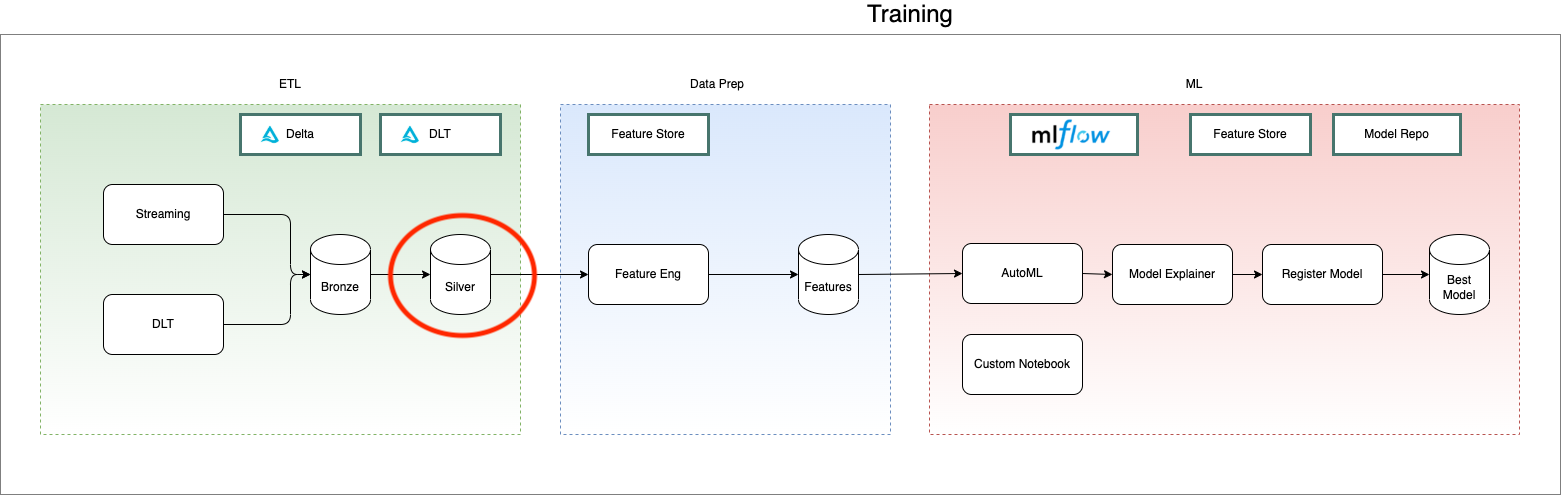 Training
ETL
Data Prep
ML
Delta
DLT
Feature Store
mlflow
Feature Store
Model Repo
Streaming
DLT
Bronze
Silver
Feature Eng
Features
AutoML
Model Explainer
Register Model
Best
Model
Custom Notebook